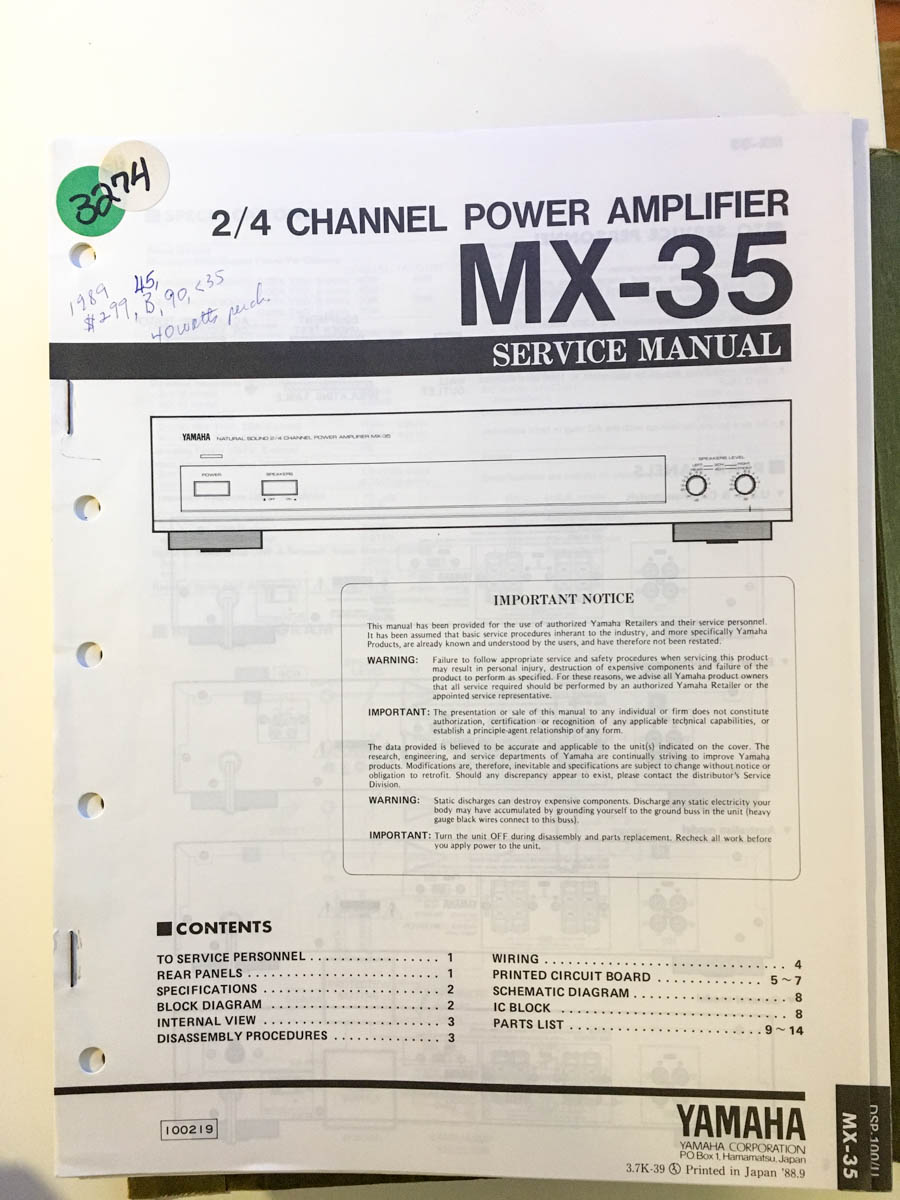 3274
2/4 CHANNEL POWER AMPLIFIER
MX-35
1989 45,
$299, B, 90, <35
40 watts per ch.
SERVICE MANUAL
YAMAHA NATURAL SOUND 2/4 CHANNEL POWER AMPLIFIER MX-35
POWER
SPEAKERS
OFF ON
SPEAKERS LEVEL
IMPORTANT NOTICE
This manual has been provided for the use of authorized Yamaha Retailers and their service personnel.
It has been assumed that basic service procedures inherant to the industry, and more specifically Yamaha
Products, are already known and understood by the users, and have therefore not been restated.
WARNING: Failure to follow appropriate service and safety procedures when servicing this product
may result in personal injury, destruction of expensive components and failure of the
product to perform as specified. For these reasons, we advise all Yamaha product owners
that all service required should be performed by an authorized Yamaha Retailer or the
appointed service representative.
IMPORTANT: The presentation or sale of this manual to any individual or firm does not constitute
authorization, certification or recognition of any applicable technical capabilities, or
establish a principle-agent relationship of any form.
The data provided is believed to be accurate and applicable to the unit(s) indicated on the cover. The
research, engineering, and service departments of Yamaha are continually striving to improve Yamaha
products. Modifications are, therefore, inevitable and specifications are subject to change without notice or
obligation to retrofit. Should any discrepancy appear to exist, please contact the distributor's Service
Division.
WARNING: Static discharges can destroy expensive components. Discharge any static electricity your
body may have accumulated by grounding yourself to the ground buss in the unit (heavy
gauge black wires connect to this buss).
IMPORTANT: Turn the unit OFF during disassembly and parts replacement. Recheck all work before
you apply power to the unit.
■ CONTENTS
TO SERVICE PERSONNEL ................ 1
REAR PANELS ........................ 1
SPECIFICATIONS ...................... 2
BLOCK DIAGRAM ...................... 2
INTERNAL VIEW ....................... 3
DISASSEMBLY PROCEDURES ............. 3
WIRING .............................. 4
PRINTED CIRCUIT BOARD ............. 5~7
SCHEMATIC DIAGRAM .................. 8
IC BLOCK ............................ 8
PARTS LIST ........................ 9~14
100219
YAMAHA
YAMAHA CORPORATION
PO Box 1, Hamamatsu, Japan
3.7K-39 Ⓐ Printed in Japan '88.9
DSP-100/U
MX-35